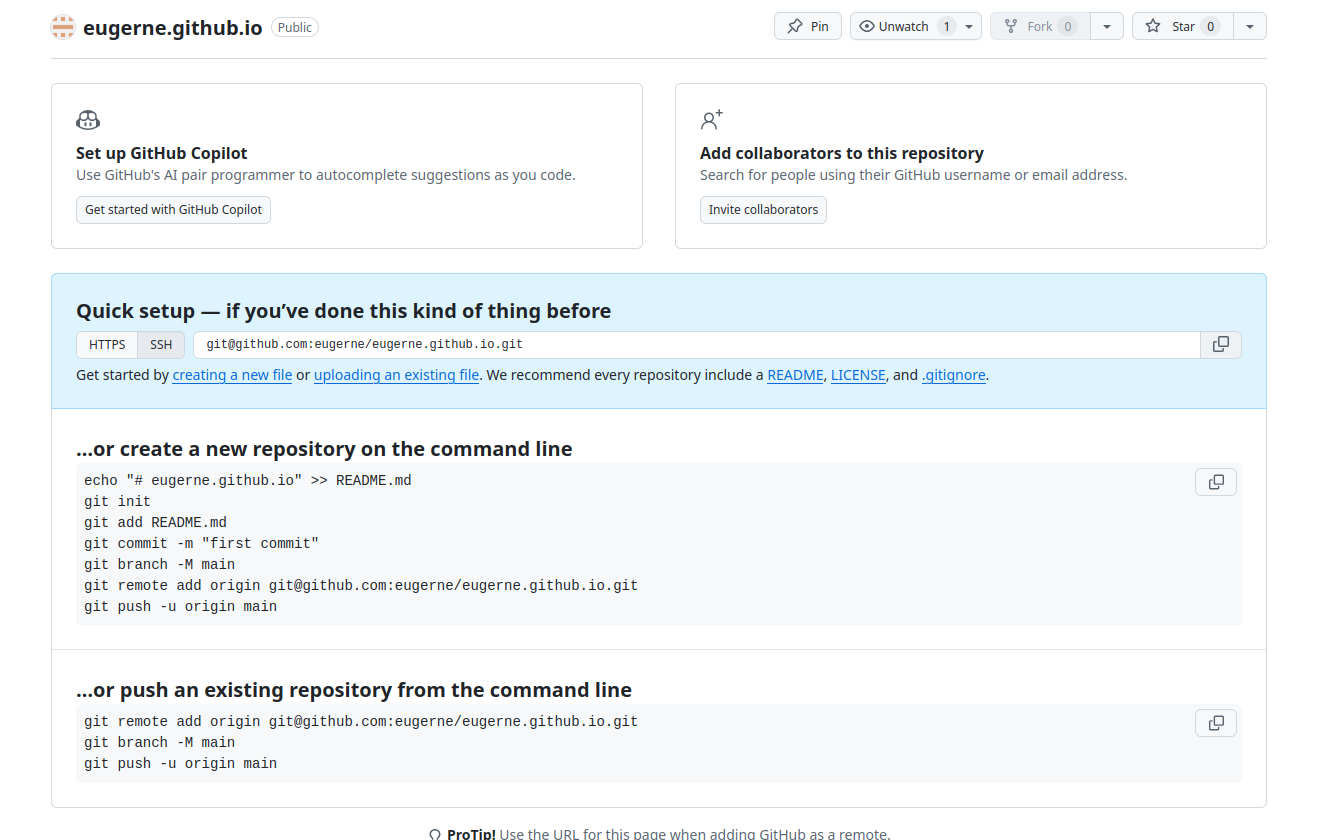 eugerne.github.io Public Pin Unwatch 1 Fork 0 Star 0
Set up GitHub Copilot
Use GitHub's AI pair programmer to autocomplete suggestions as you code.
Get started with GitHub Copilot
Add collaborators to this repository
Search for people using their GitHub username or email address.
Invite collaborators
Quick setup — if you’ve done this kind of thing before
HTTPS SSH git@github.com:eugerne/eugerne.github.io.git
Get started by creating a new file or uploading an existing file. We recommend every repository include a README, LICENSE, and .gitignore.
…or create a new repository on the command line
echo "# eugerne.github.io" >> README.md
git init
git add README.md
git commit -m "first commit"
git branch -M main
git remote add origin git@github.com:eugerne/eugerne.github.io.git
git push -u origin main
…or push an existing repository from the command line
git remote add origin git@github.com:eugerne/eugerne.github.io.git
git branch -M main
git push -u origin main
ProTip! Use the URL for this page when adding GitHub as a remote.